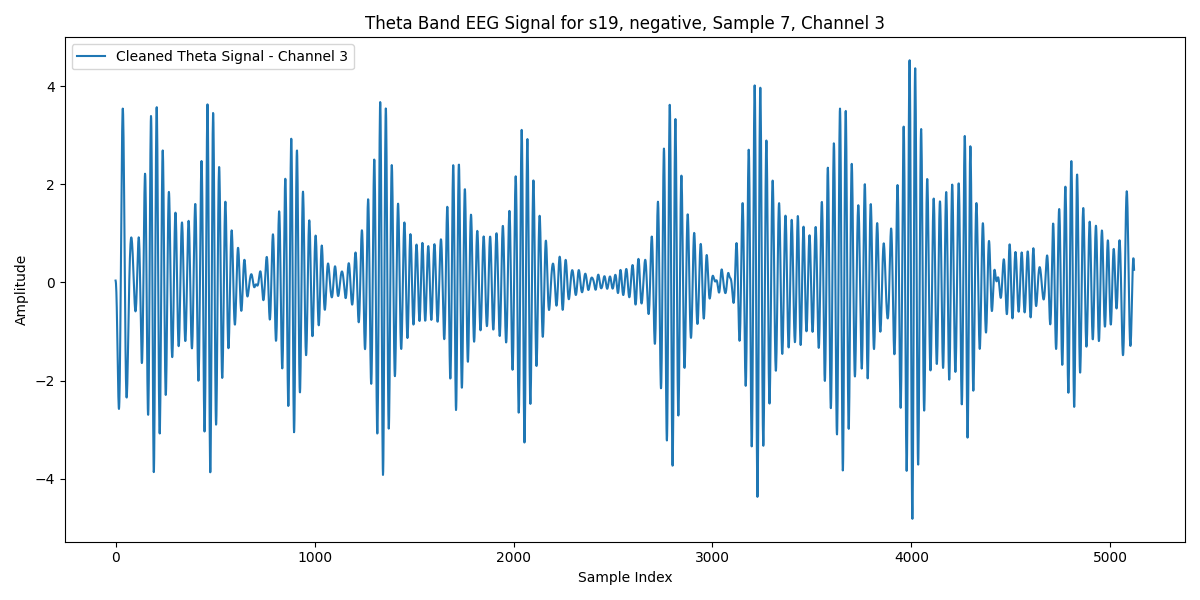 Theta Band EEG Signal for s19, negative, Sample 7, Channel 3
Cleaned Theta Signal - Channel 3
4
2
0
−2
−4
Amplitude
0 1000 2000 3000 4000 5000
Sample Index